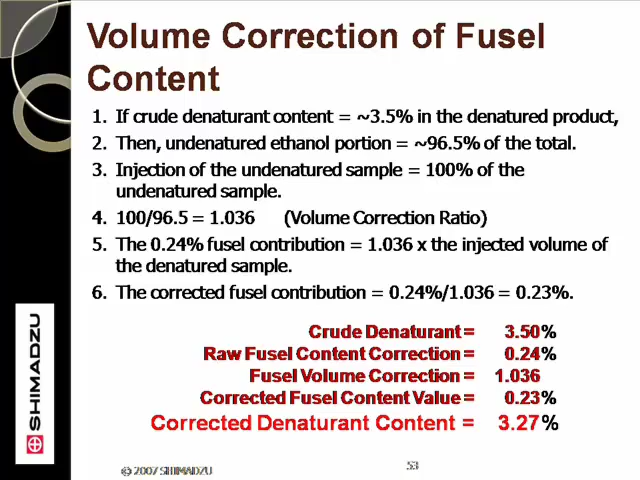 Volume Correction of Fusel
Content
1. If crude denaturant content = ~3.5% in the denatured product,
2. Then, undenatured ethanol portion = ~96.5% of the total.
3. Injection of the undenatured sample = 100% of the
undenatured sample.
4. 100/96.5 = 1.036 (Volume Correction Ratio)
5. The 0.24% fusel contribution = 1.036 x the injected volume of
the denatured sample.
6. The corrected fusel contribution = 0.24%/1.036 = 0.23%.
Crude Denaturant = 3.50%
Raw Fusel Content Correction = 0.24%
Fusel Volume Correction = 1.036
Corrected Fusel Content Value = 0.23%
Corrected Denaturant Content = 3.27%
SHIMADZU
© 2007 SHIMADZU
53